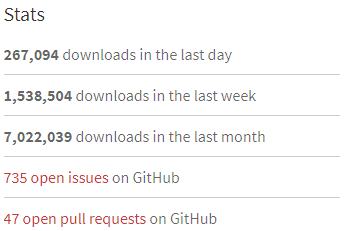 Stats
267,094 downloads in the last day
1,538,504 downloads in the last week
7,022,039 downloads in the last month
735 open issues on GitHub
47 open pull requests on GitHub